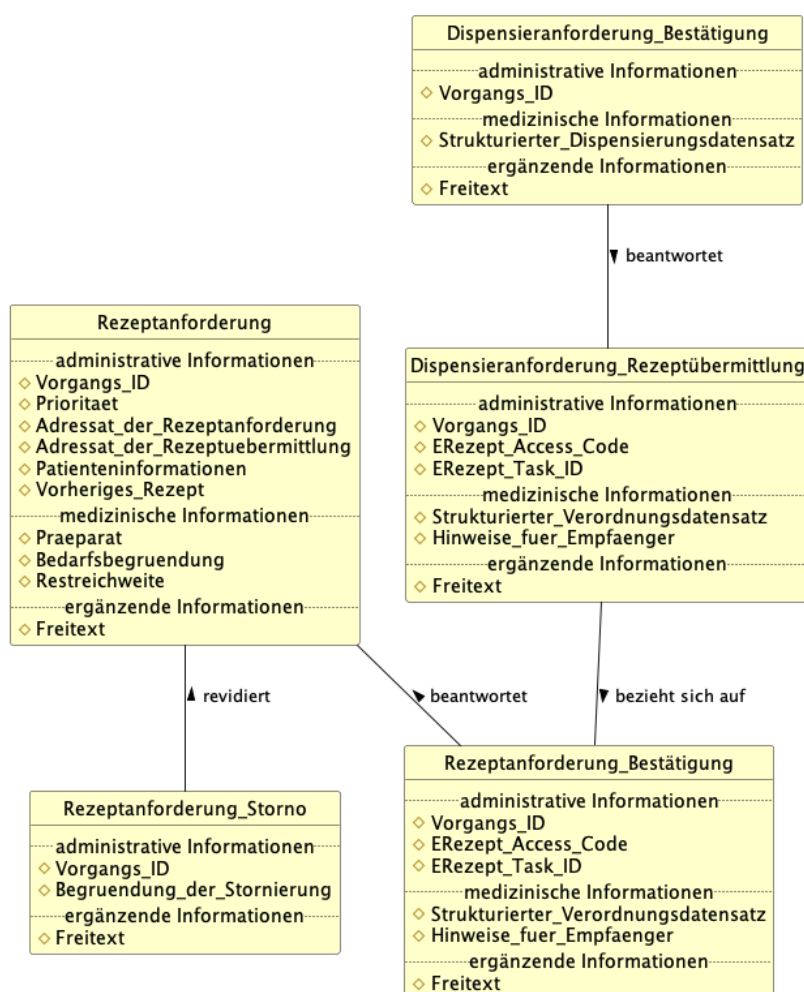 Dispensieranforderung_Bestätigung
administrative Informationen
Vorgangs_ID
medizinische Informationen
Strukturierter_Dispensierungsdatensatz
ergänzende Informationen
Freitext
beantwortet
Rezeptanforderung
administrative Informationen
Vorgangs_ID
Prioritaet
Adressat_der_Rezeptanforderung
Adressat_der_Rezeptuebermittlung
Patienteninformationen
Vorheriges_Rezept
medizinische Informationen
Praeparat
Bedarfsbegruendung
Restreichweite
ergänzende Informationen
Freitext
Dispensieranforderung_Rezeptübermittlung
administrative Informationen
Vorgangs_ID
ERezept_Access_Code
ERezept_Task_ID
medizinische Informationen
Strukturierter_Verordnungsdatensatz
Hinweise_fuer_Empfaenger
ergänzende Informationen
Freitext
revidiert
beantwortet
bezieht sich auf
Rezeptanforderung_Storno
administrative Informationen
Vorgangs_ID
Begruendung_der_Stornierung
ergänzende Informationen
Freitext
Rezeptanforderung_Bestätigung
administrative Informationen
Vorgangs_ID
ERezept_Access_Code
ERezept_Task_ID
medizinische Informationen
Strukturierter_Verordnungsdatensatz
Hinweise_fuer_Empfaenger
ergänzende Informationen
Freitext